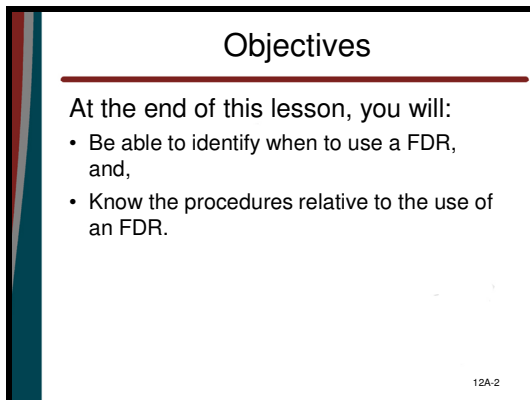 Objectives
At the end of this lesson, you will:
• Be able to identify when to use a FDR,
and,
• Know the procedures relative to the use of
an FDR.
12A-2